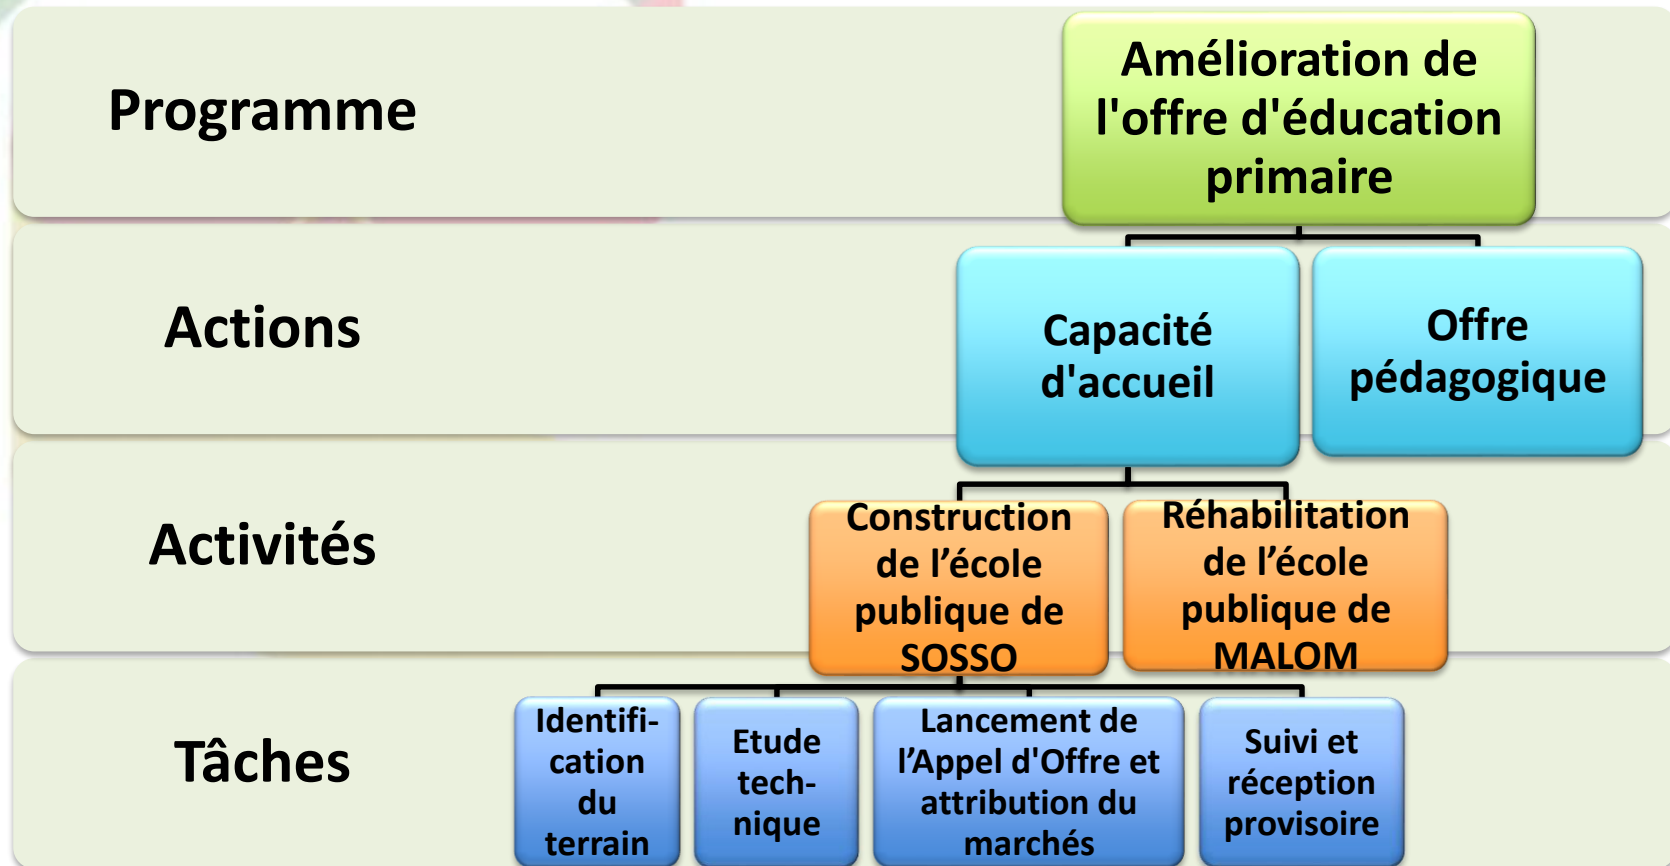 Programme
Amélioration de
l'offre d'éducation
primaire
Actions
Capacité
d'accueil
Offre
pédagogique
Activités
Construction
de l’école
publique de
SOSSO
Réhabilitation
de l’école
publique de
MALOM
Tâches
Identifi-
cation
du
terrain
Etude
tech-
nique
Lancement de
l’Appel d'Offre et
attribution du
marchés
Suivi et
réception
provisoire